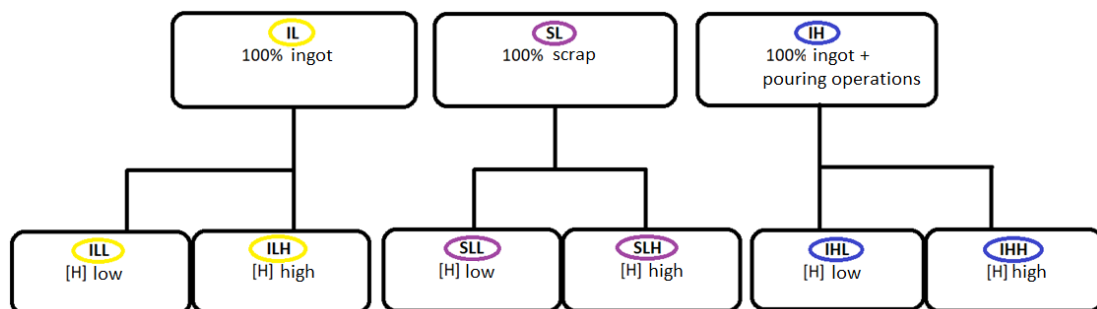 IL
100% ingot
SL
100% scrap
IH
100% ingot +
pouring operations
ILL
[H] low
ILH
[H] high
SLL
[H] low
SLH
[H] high
IHL
[H] low
IHH
[H] high